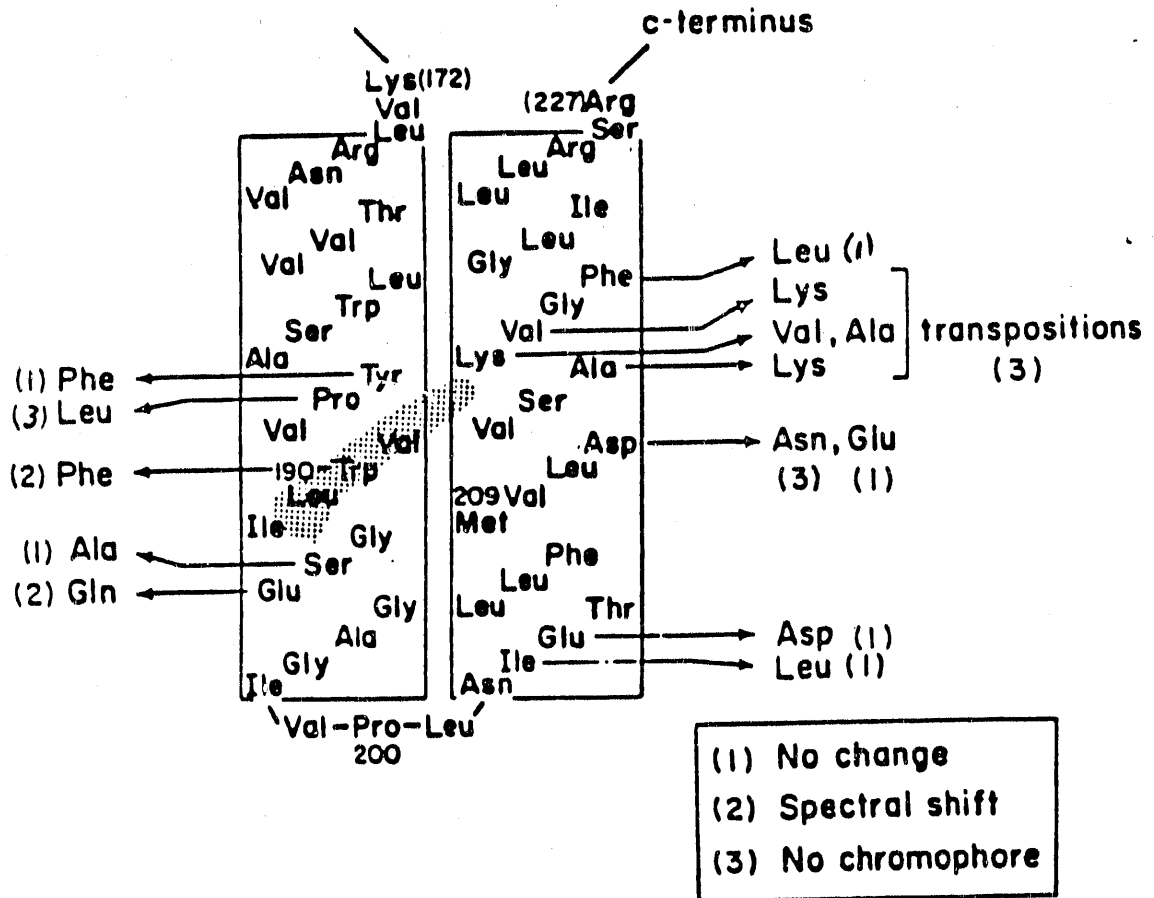 c-terminus
Lys(172)
Val
Leu
Arg
Asn
Val
Thr
Val
Val
Leu
Trp
Ser
Ala
Tyr
Pro
Val
Val
190-Trp
Leu
Ile
Gly
Ser
Glu
Gly
Ala
Gly
Ile
Val-Pro-Leu
200
(227)Arg
Ser
Arg
Leu
Leu
Ile
Leu
Gly
Phe
Gly
Val
Lys
Ala
Ser
Val
Asp
Leu
209 Val
Met
Phe
Leu
Leu
Thr
Glu
Ile
Asn
(1) Phe
(3) Leu
(2) Phe
(1) Ala
(2) Gln
Leu (1)
Lys
Val, Ala
Lys
transpositions
(3)
Asn, Glu
(3) (1)
Asp (1)
Leu (1)
(1) No change
(2) Spectral shift
(3) No chromophore